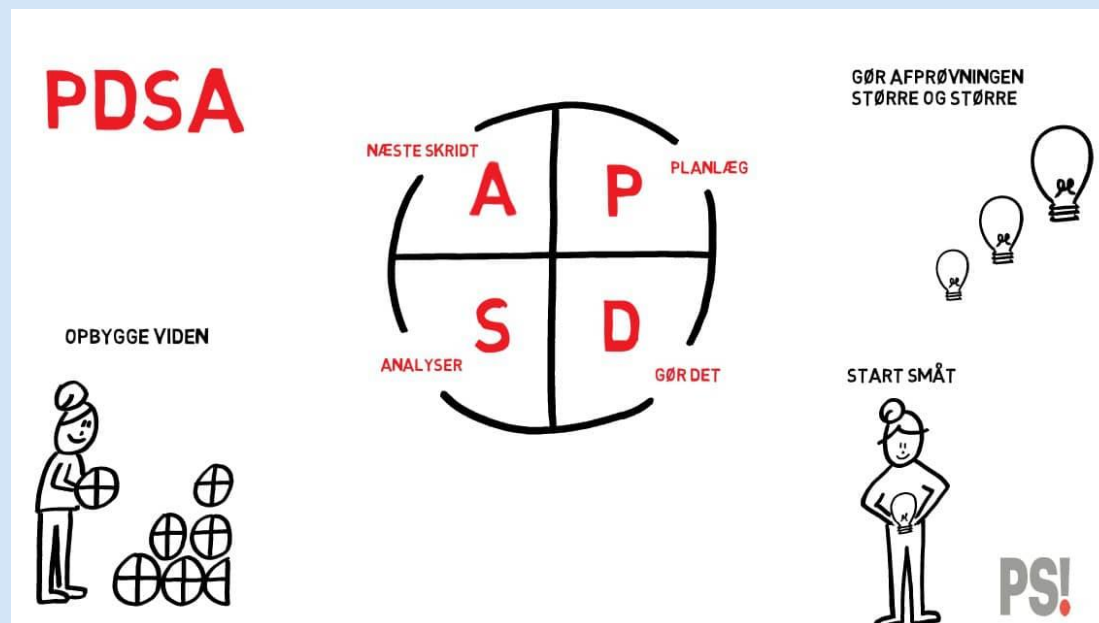 PDSA
NÆSTE SKRIDT
A
P
PLANLÆG
S
D
ANALYSER
GØR DET
GØR AFPRØVNINGEN
STØRRE OG STØRRE
OPBYGGE VIDEN
START SMÅT
PS!